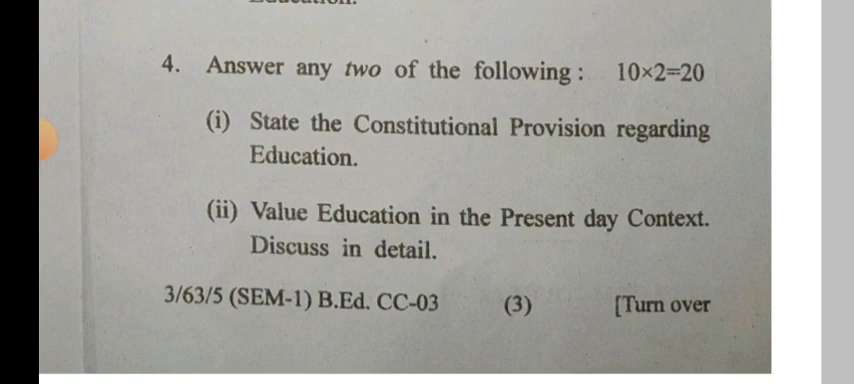 4. Answer any two of the following : 10×2=20
(i) State the Constitutional Provision regarding
Education.
(ii) Value Education in the Present day Context.
Discuss in detail.
3/63/5 (SEM-1) B.Ed. CC-03 (3) [Turn over